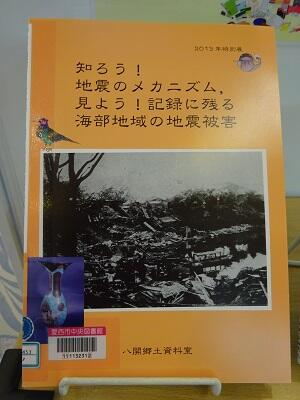 2013年特別展
知ろう！
地震のメカニズム，
見よう！記録に残る
海部地域の地震被害
愛西市中央図書館
八開郷土資料室